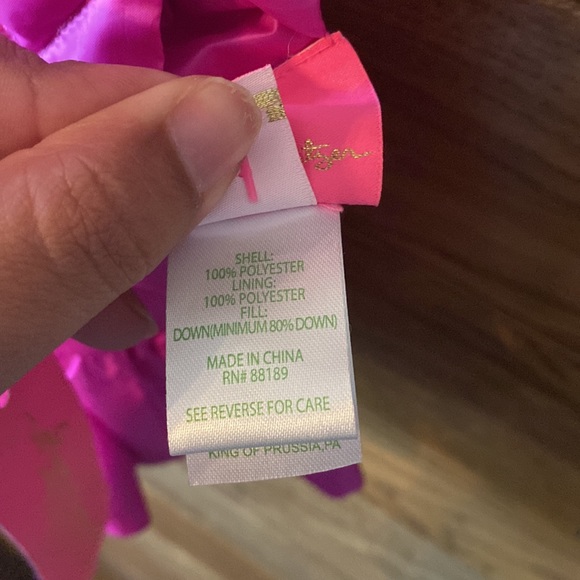 SHELL:
100% POLYESTER
LINING:
100% POLYESTER
FILL:
DOWN(MINIMUM 80% DOWN)
MADE IN CHINA
RN# 88189
SEE REVERSE FOR CARE
KING OF PRUSSIA, PA